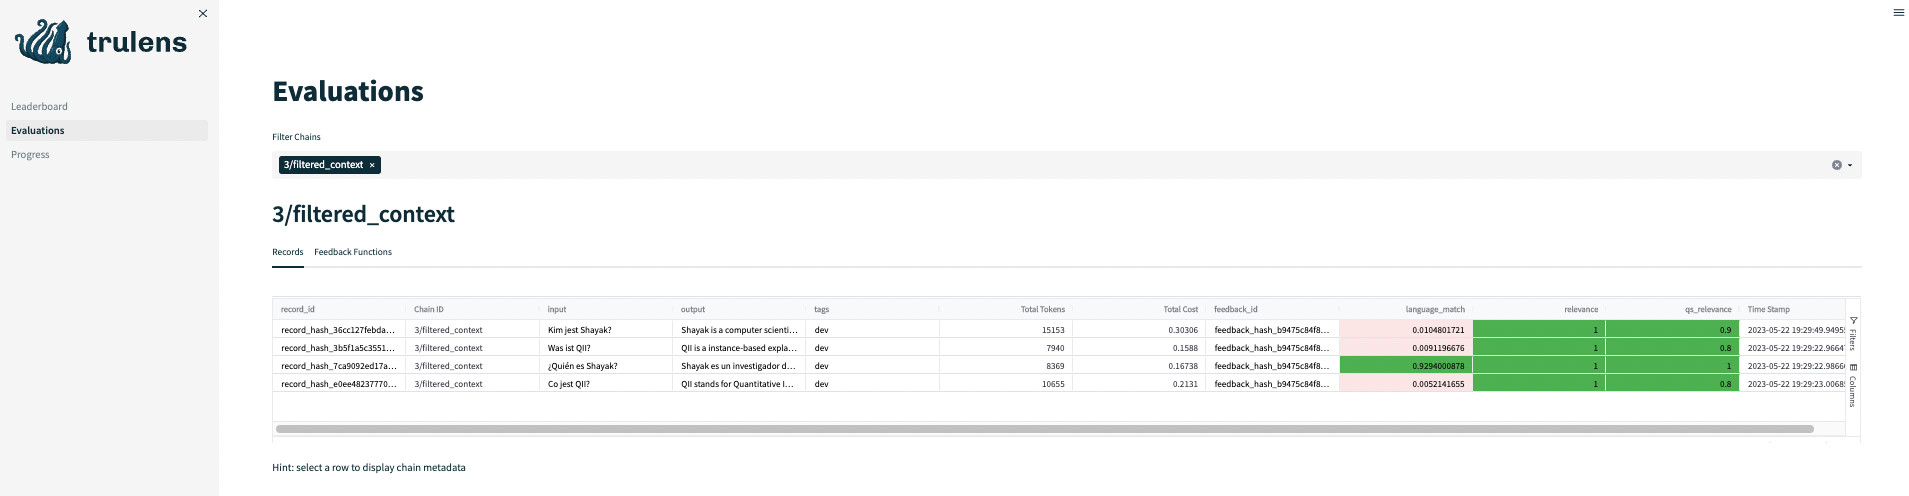 trulens
Leaderboard
Evaluations
Progress
Evaluations
Filter Chains
3/filtered_context ×
3/filtered_context
Records Feedback Functions
record_id Chain ID input output tags Total Tokens Total Cost feedback_id language_match relevance qs_relevance Time Stamp
record_hash_36cc127febda... 3/filtered_context Kim jest Shayak? Shayak is a computer scienti... dev 15153 0.30306 feedback_hash_b9475c84f8... 0.0104801721 1 0.9 2023-05-22 19:29:49.9495
record_hash_3b5f1a5c3551... 3/filtered_context Was ist QII? QII is a instance-based expla... dev 7940 0.1588 feedback_hash_b9475c84f8... 0.0091196676 1 0.8 2023-05-22 19:29:22.9664
record_hash_7ca9092ed17a... 3/filtered_context ¿Quién es Shayak? Shayak es un investigador d... dev 8369 0.16738 feedback_hash_b9475c84f8... 0.9294000878 1 1 2023-05-22 19:29:22.9866
record_hash_e0ee48237770... 3/filtered_context Co jest QII? QII stands for Quantitative I... dev 10655 0.2131 feedback_hash_b9475c84f8... 0.0052141655 1 0.8 2023-05-22 19:29:23.0068
Filters
Columns
Hint: select a row to display chain metadata